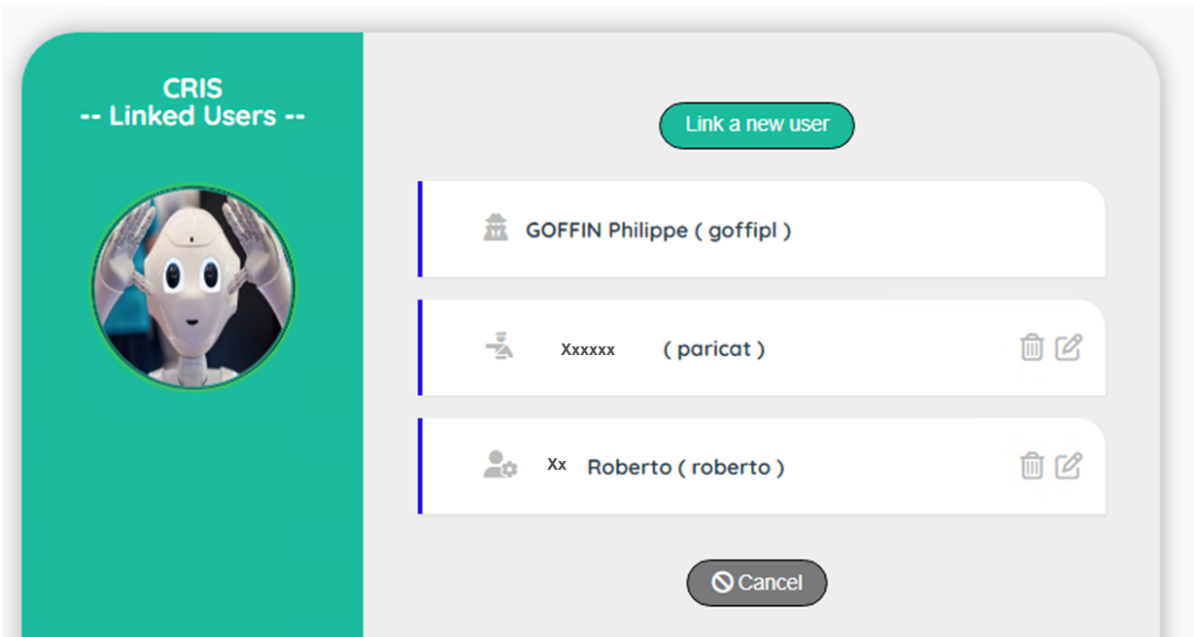 CRIS
-- Linked Users --
Link a new user
GOFFIN Philippe ( goffipl )
Xxxxxx ( paricat )
Xx Roberto ( roberto )
Cancel